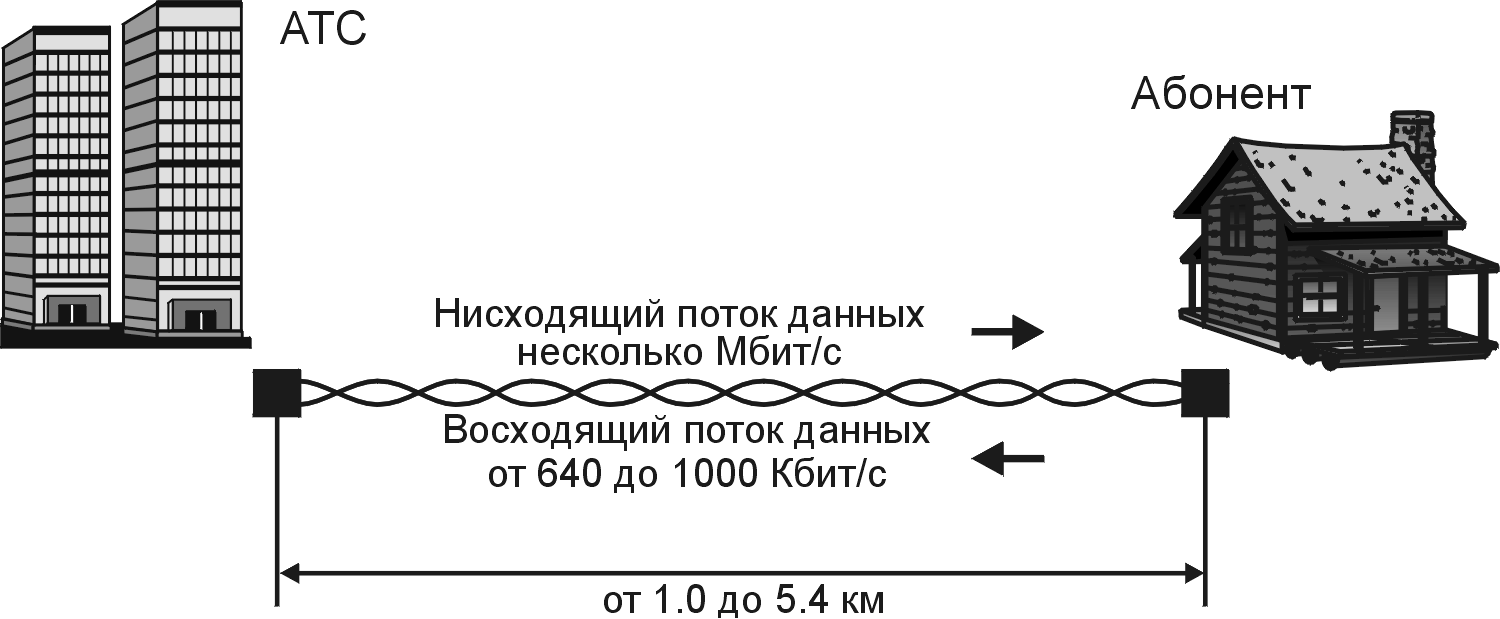 АТС
Абонент
Нисходящий поток данных
несколько Мбит/с
Восходящий поток данных
от 640 до 1000 Кбит/с
от 1.0 до 5.4 км